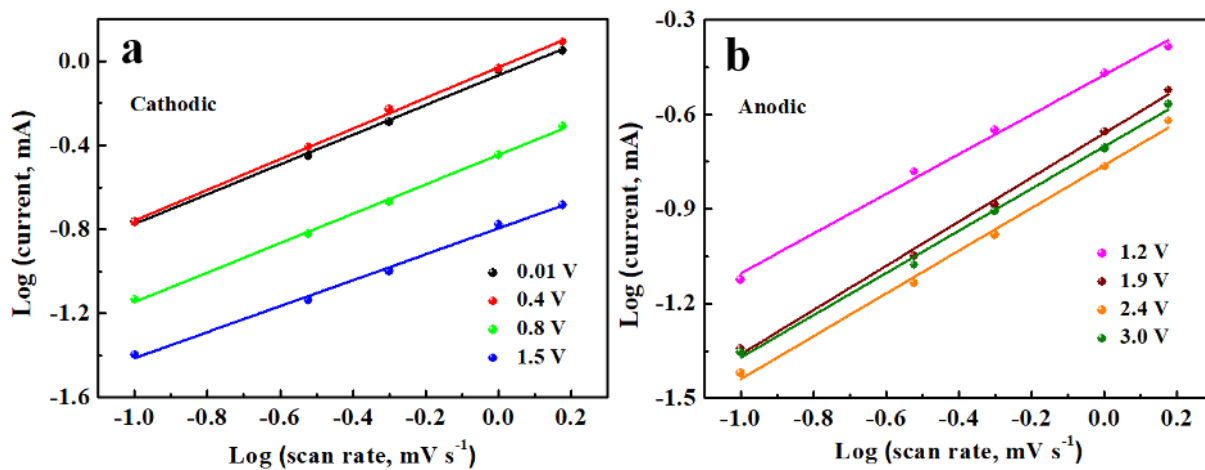 a
Cathodic
0.01 V
0.4 V
0.8 V
1.5 V
0.0
-0.4
-0.8
-1.2
-1.6
-1.0 -0.8 -0.6 -0.4 -0.2 0.0 0.2
Log (current, mA)
Log (scan rate, mV s⁻¹)
b
Anodic
1.2 V
1.9 V
2.4 V
3.0 V
-0.3
-0.6
-0.9
-1.2
-1.5
-1.0 -0.8 -0.6 -0.4 -0.2 0.0 0.2
Log (current, mA)
Log (scan rate, mV s⁻¹)